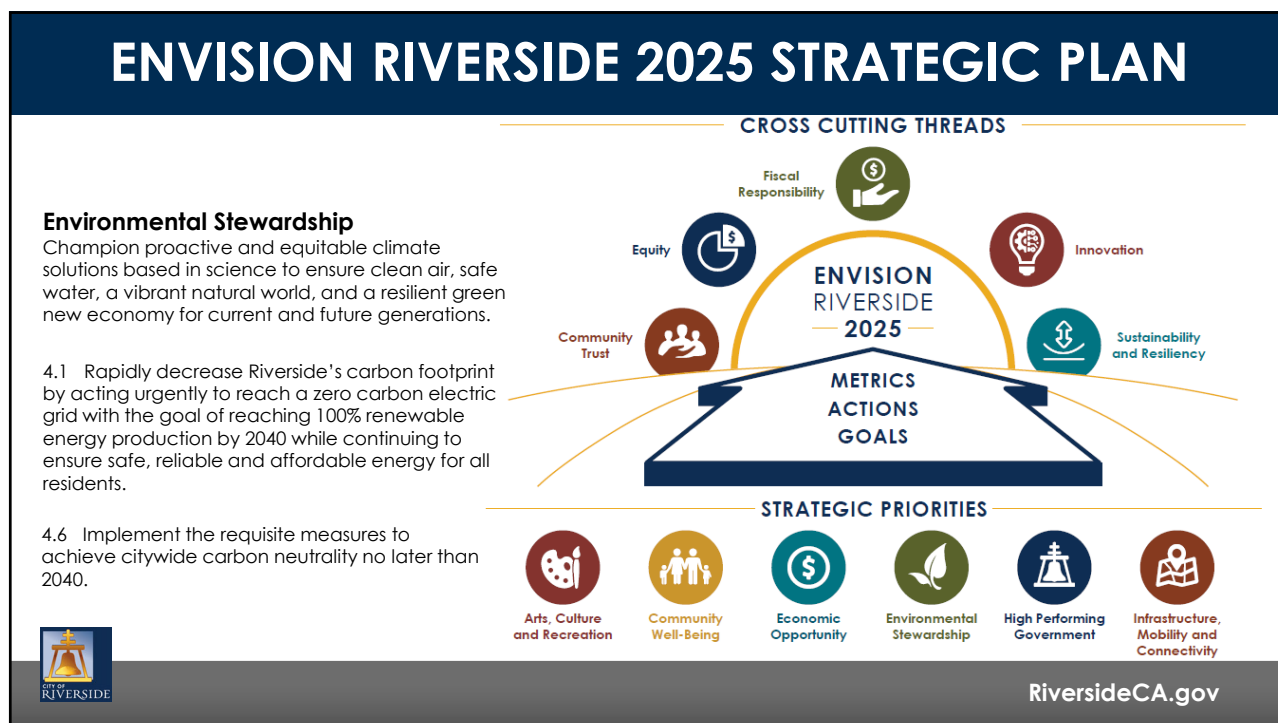 ENVISION RIVERSIDE 2025 STRATEGIC PLAN
Environmental Stewardship
Champion proactive and equitable climate
solutions based in science to ensure clean air, safe
water, a vibrant natural world, and a resilient green
new economy for current and future generations.
4.1 Rapidly decrease Riverside's carbon footprint
by acting urgently to reach a zero carbon electric
grid with the goal of reaching 100% renewable
energy production by 2040 while continuing to
ensure safe, reliable and affordable energy for all
residents.
4.6 Implement the requisite measures to
achieve citywide carbon neutrality no later than
2040.
CROSS CUTTING THREADS
Fiscal
Responsibility
$
Equity
$
Innovation
Community
Trust
Sustainability
and Resiliency
ENVISION
RIVERSIDE
2025
METRICS
ACTIONS
GOALS
STRATEGIC PRIORITIES
$
Arts, Culture
and Recreation
Community
Well-Being
Economic
Opportunity
Environmental
Stewardship
High Performing
Government
Infrastructure,
Mobility and
Connectivity
CITY OF
RIVERSIDE
RiversideCA.gov